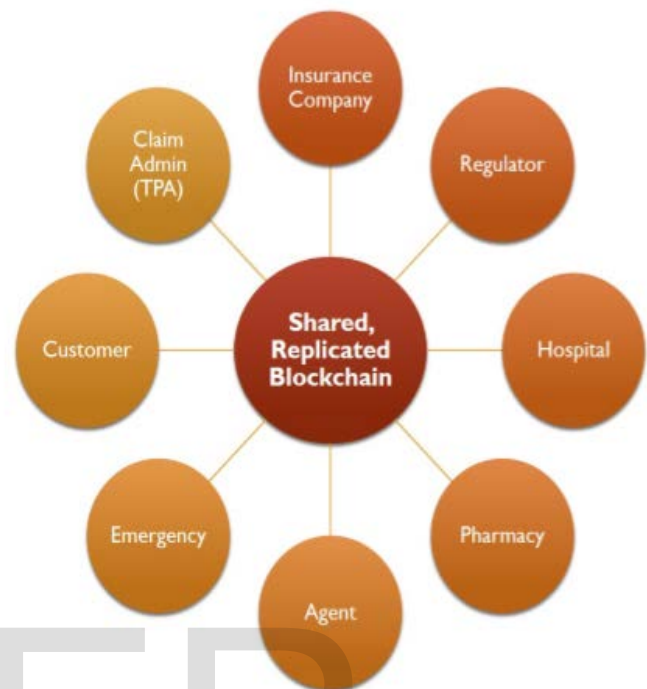 Insurance
Company
Regulator
Hospital
Pharmacy
Agent
Emergency
Customer
Claim
Admin
(TPA)
Shared,
Replicated
Blockchain